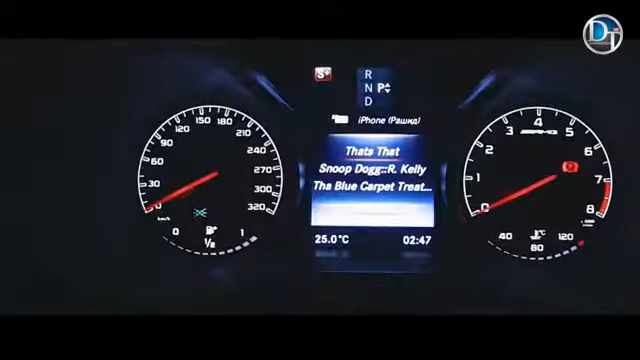 DT
S+
R
N P
D
iPhone (Рашид)
Thats That
Snoop Dogg::R. Kelly
Tha Blue Carpet Treat...
25.0°C
02:47
0 30 60 90 120 150 180 210 240 270 300 320
km/h
0 1/2 1
0 1 2 3 4 5 6 7 8
AMG
40 80 120
°C